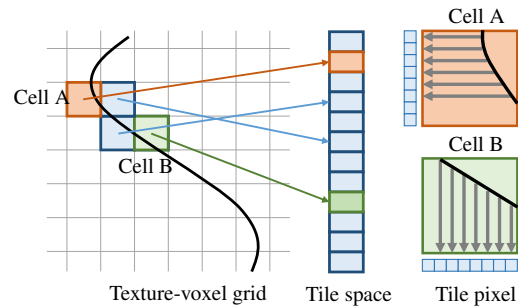 Cell A
Cell A
Cell B
Cell B
Texture-voxel grid
Tile space
Tile pixel